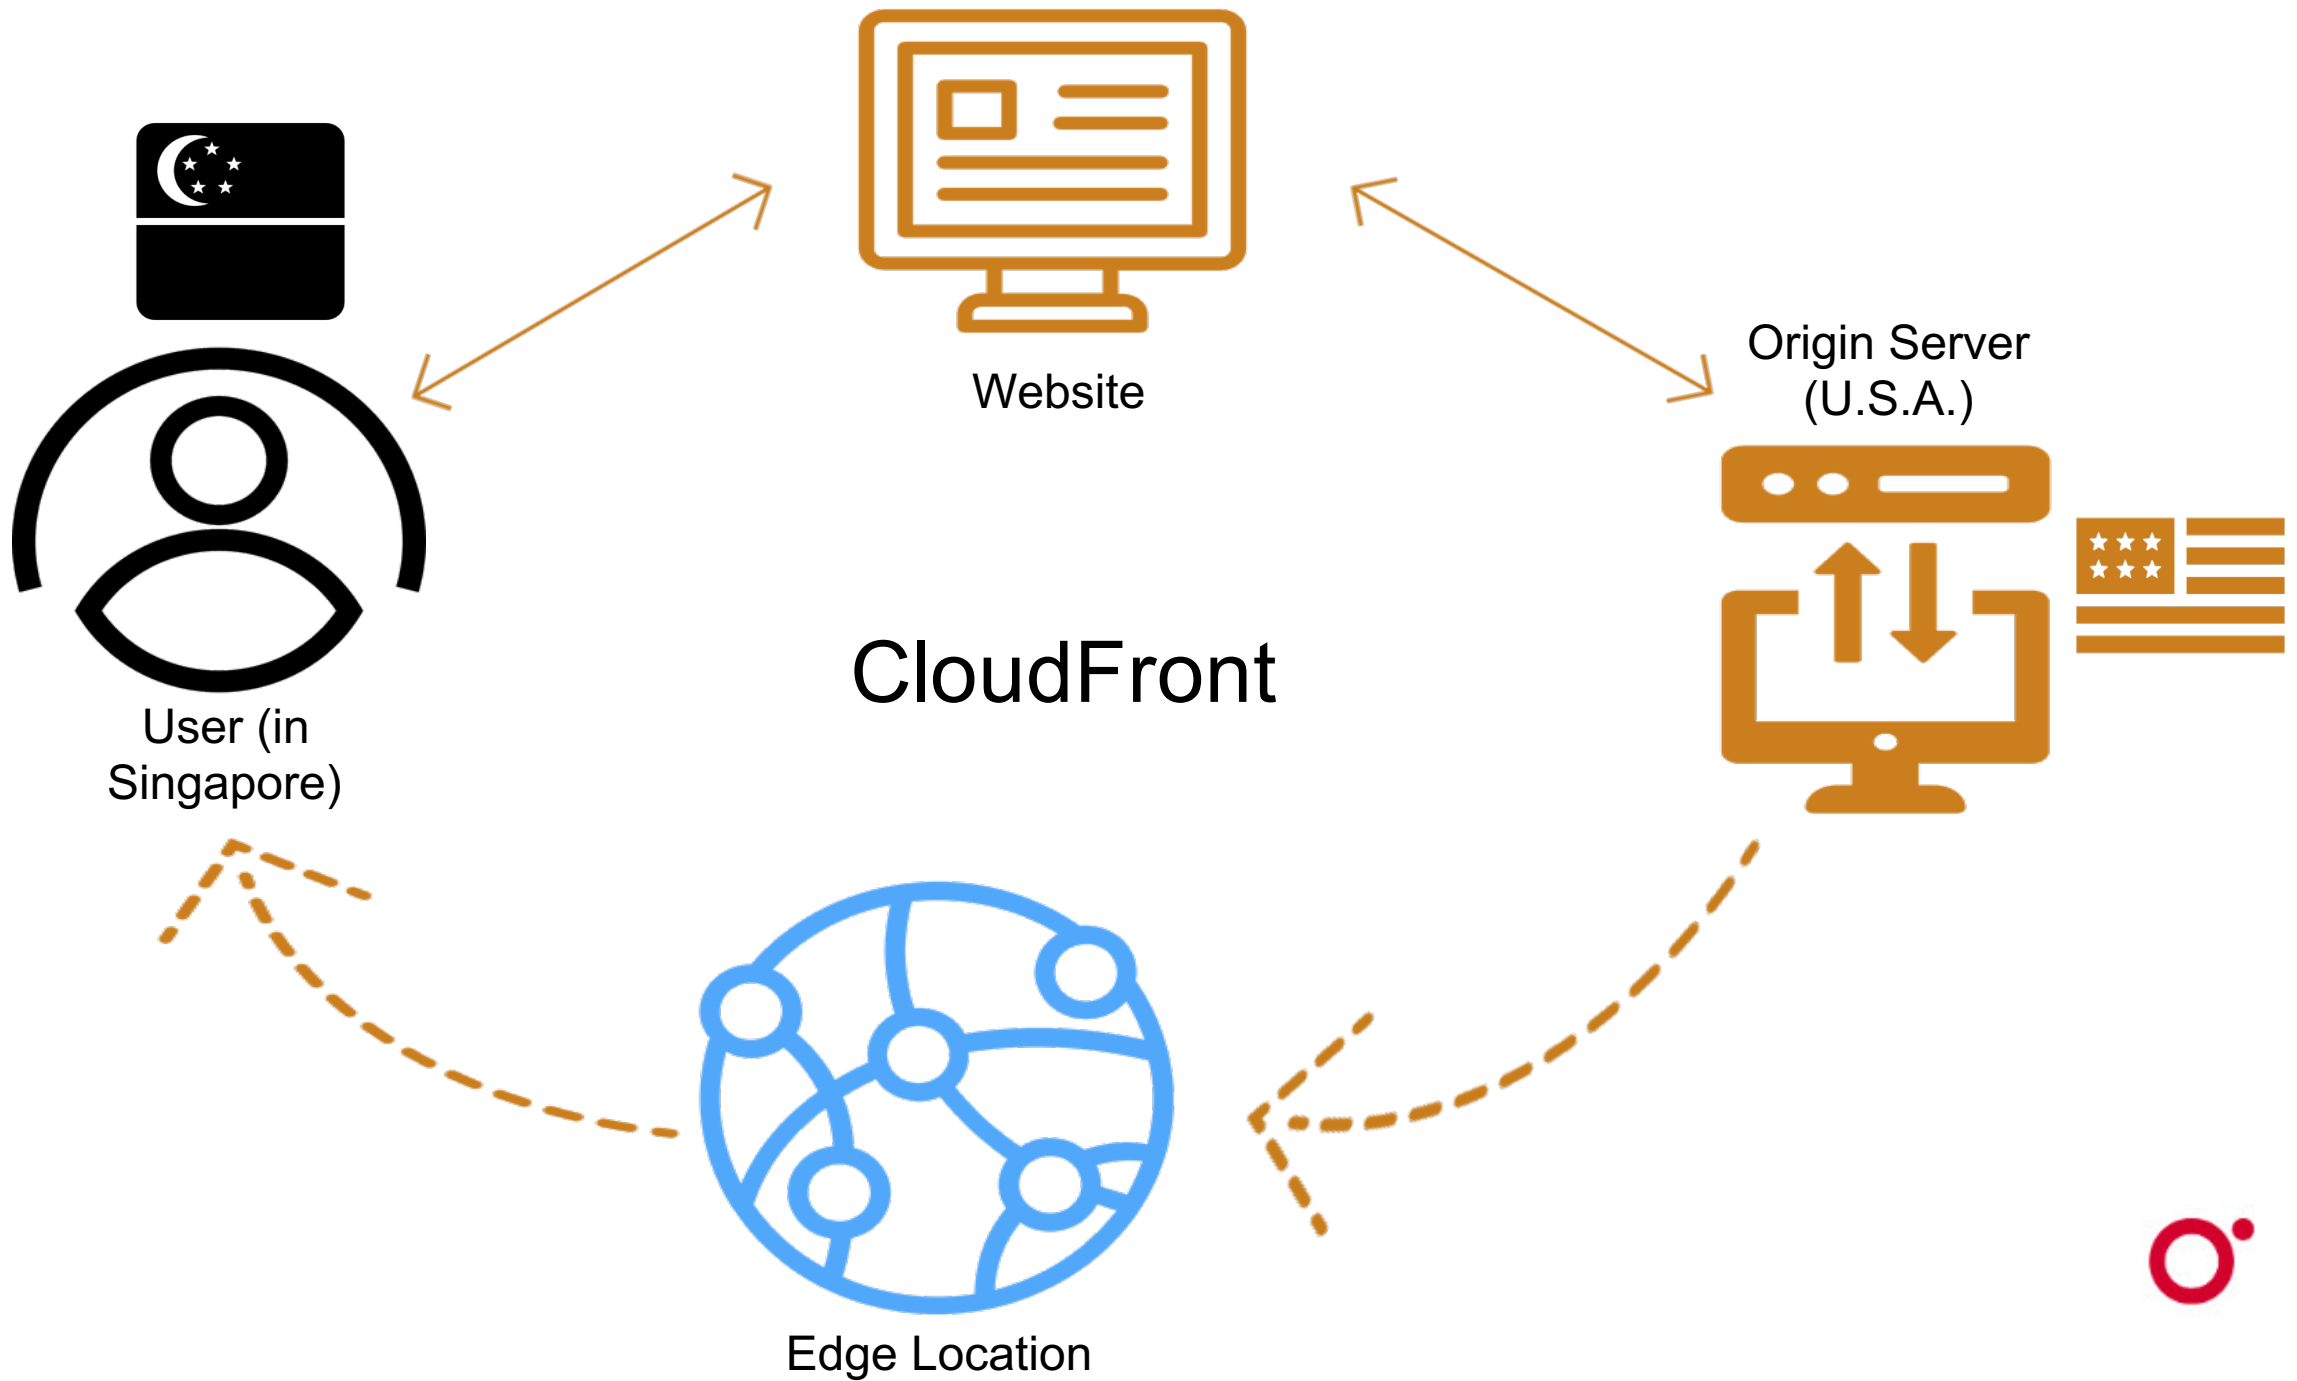 Website
Origin Server
(U.S.A.)
CloudFront
User (in
Singapore)
Edge Location